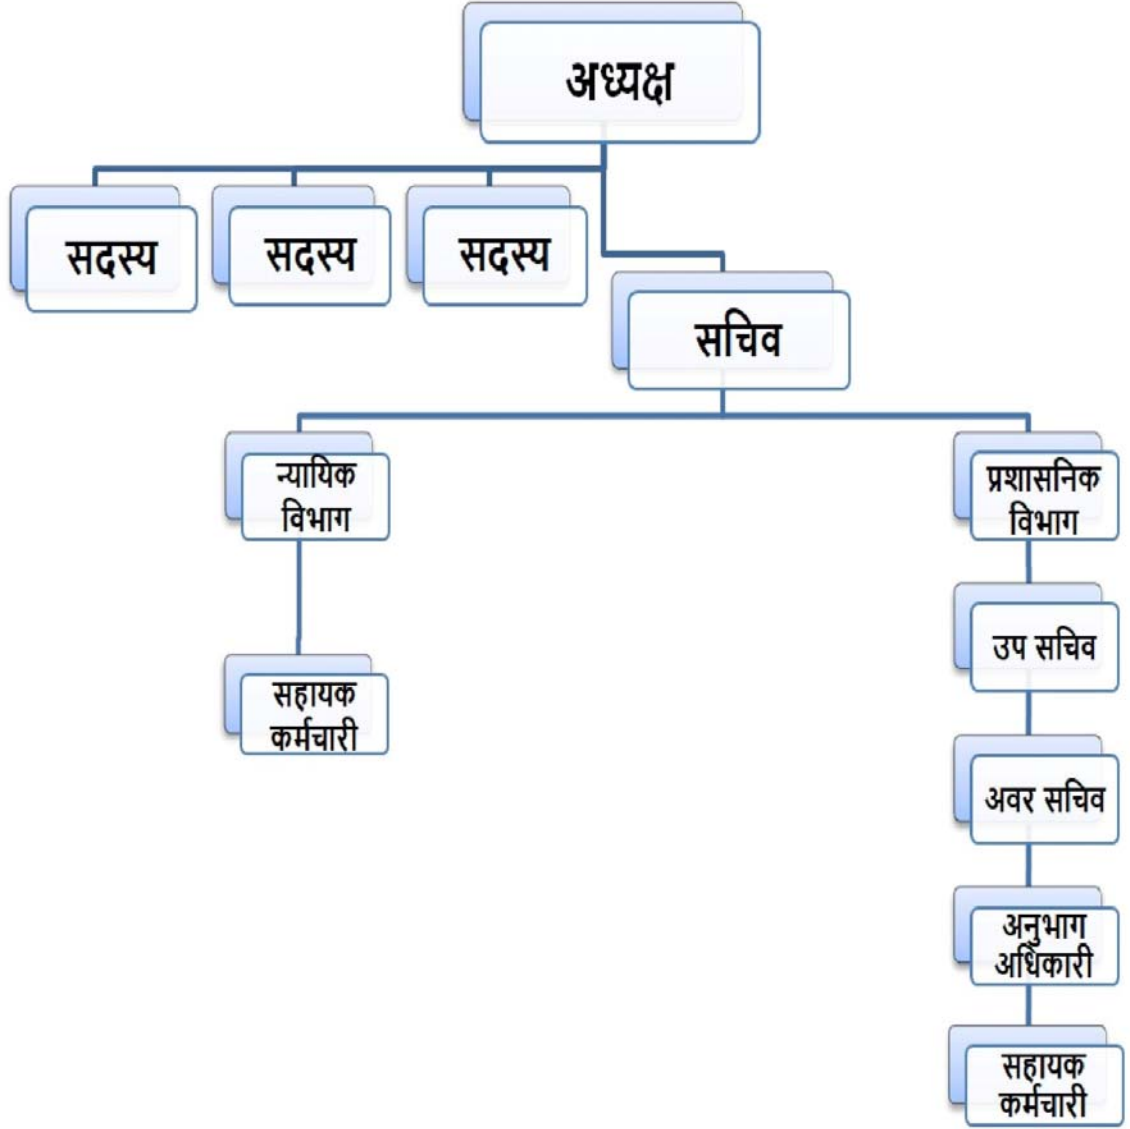 अध्यक्ष
सदस्य
सदस्य
सदस्य
सचिव
न्यायिक
विभाग
प्रशासनिक
विभाग
उप सचिव
सहायक
कर्मचारी
अवर सचिव
अनुभाग
अधिकारी
सहायक
कर्मचारी